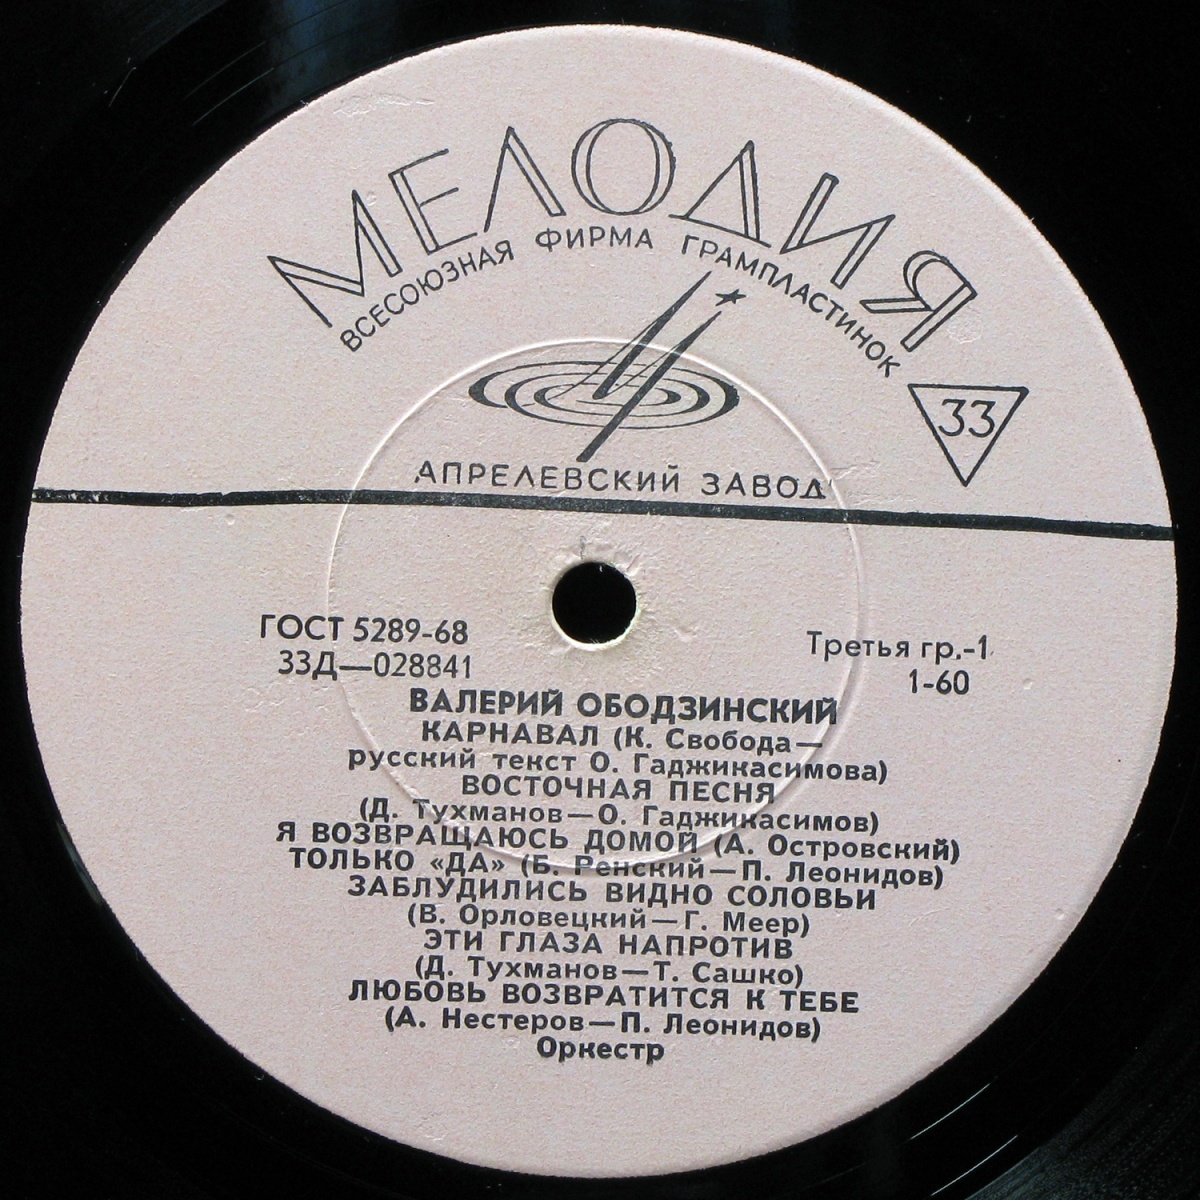 МЕЛОДИЯ
ВСЕСОЮЗНАЯ ФИРМА ГРАМПЛАСТИНОК
33
АПРЕЛЕВСКИЙ ЗАВОД
ГОСТ 5289-68
Третья гр.-1
33Д—028841
1-60
ВАЛЕРИЙ ОБОДЗИНСКИЙ
КАРНАВАЛ (К. Свобода—
русский текст О. Гаджикасимова)
ВОСТОЧНАЯ ПЕСНЯ
(Д. Тухманов—О. Гаджикасимов)
Я ВОЗВРАЩАЮСЬ ДОМОЙ (А. Островский)
ТОЛЬКО «ДА» (Б. Ренский—П. Леонидов)
ЗАБЛУДИЛИСЬ ВИДНО СОЛОВЬИ
(В. Орловецкий—Г. Меер)
ЭТИ ГЛАЗА НАПРОТИВ
(Д. Тухманов—Т. Сашко)
ЛЮБОВЬ ВОЗВРАТИТСЯ К ТЕБЕ
(А. Нестеров—П. Леонидов)
Оркестр